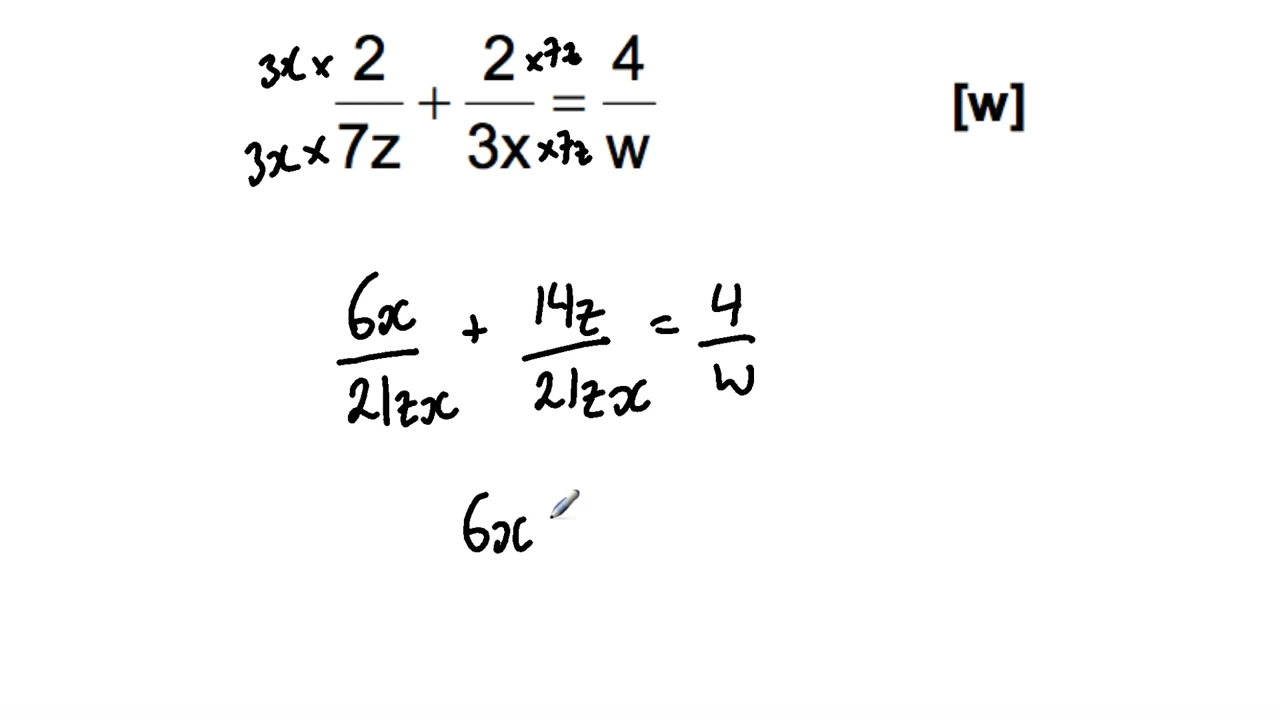 3x × 2/7z + 2 ×7z/3x ×7z = 4/w [w]
3x ×
6x/21zx + 14z/21zx = 4/w
6x